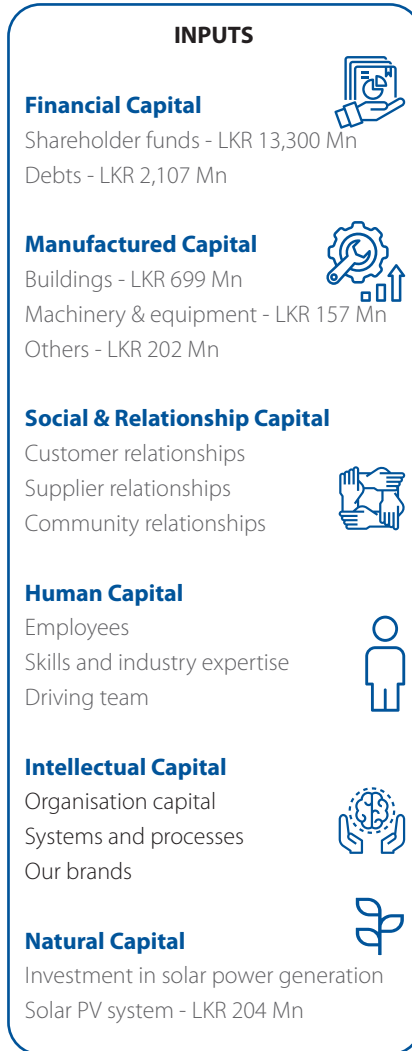 INPUTS
Financial Capital
Shareholder funds - LKR 13,300 Mn
Debts - LKR 2,107 Mn
Manufactured Capital
Buildings - LKR 699 Mn
Machinery & equipment - LKR 157 Mn
Others - LKR 202 Mn
Social & Relationship Capital
Customer relationships
Supplier relationships
Community relationships
Human Capital
Employees
Skills and industry expertise
Driving team
Intellectual Capital
Organisation capital
Systems and processes
Our brands
Natural Capital
Investment in solar power generation
Solar PV system - LKR 204 Mn